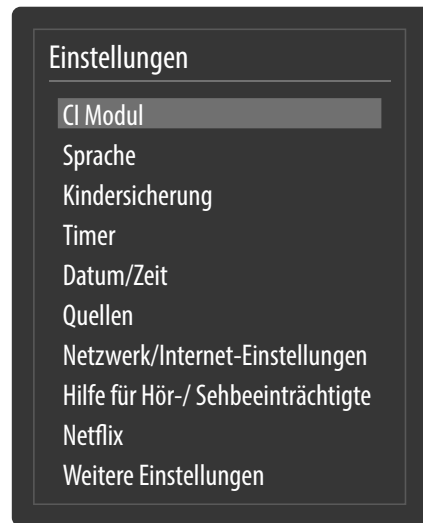 Einstellungen
CI Modul
Sprache
Kindersicherung
Timer
Datum/Zeit
Quellen
Netzwerk/Internet-Einstellungen
Hilfe für Hör-/ Sehbeeinträchtigte
Netflix
Weitere Einstellungen